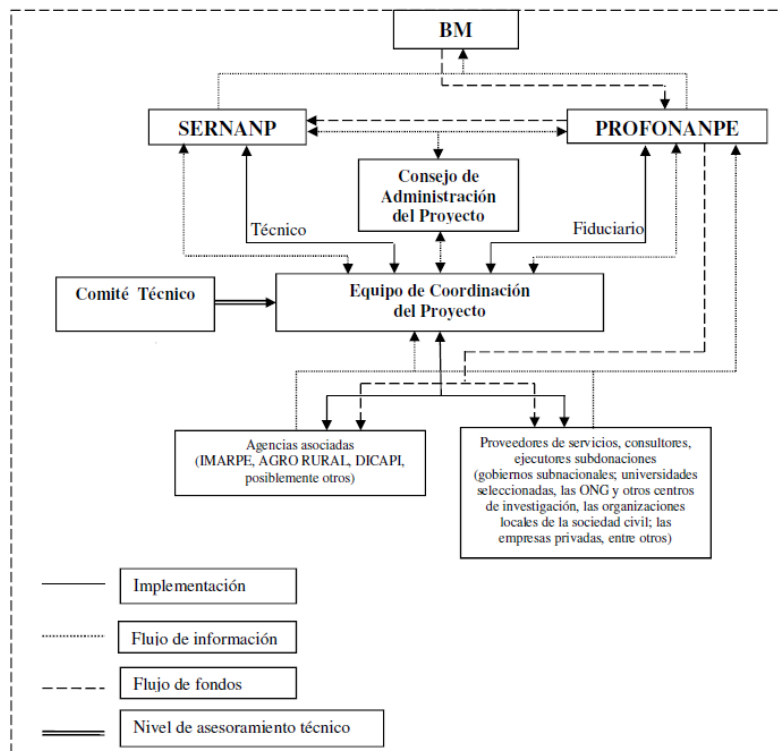 BM
SERNANP
PROFONANPE
Consejo de
Administración
del Proyecto
Técnico
Fiduciario
Comité Técnico
Equipo de Coordinación
del Proyecto
Agencias asociadas
(IMARPE, AGRO RURAL, DICAPI,
posiblemente otros)
Proveedores de servicios, consultores,
ejecutores subdonaciones
(gobiernos subnacionales; universidades
seleccionadas, las ONG y otros centros
de investigación, las organizaciones
locales de la sociedad civil; las
empresas privadas, entre otros)
Implementación
Flujo de información
Flujo de fondos
Nivel de asesoramiento técnico